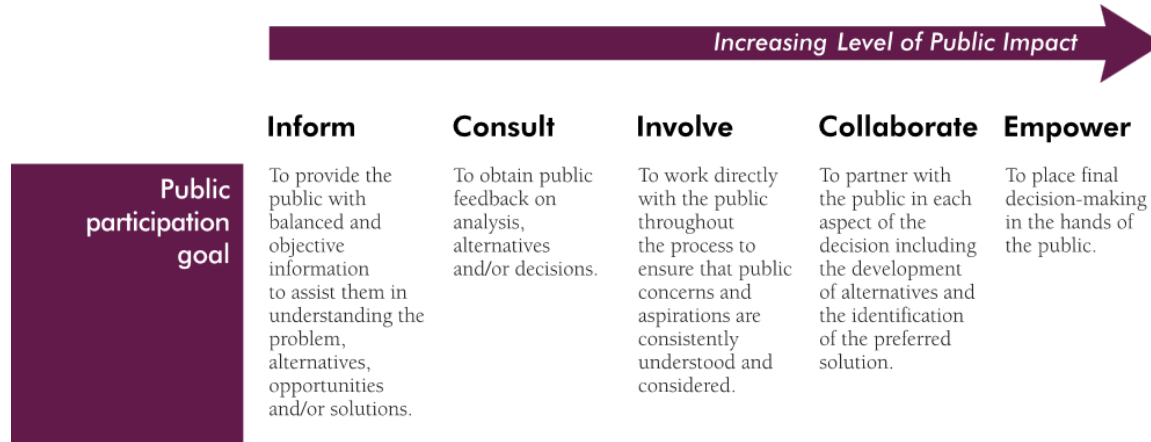 Increasing Level of Public Impact
Inform
Consult
Involve
Collaborate
Empower
Public
participation
goal
To provide the
public with
balanced and
objective
information
to assist them in
understanding the
problem,
alternatives,
opportunities
and/or solutions.
To obtain public
feedback on
analysis,
alternatives
and/or decisions.
To work directly
with the public
throughout
the process to
ensure that public
concerns and
aspirations are
consistently
understood and
considered.
To partner with
the public in each
aspect of the
decision including
the development
of alternatives and
the identification
of the preferred
solution.
To place final
decision-making
in the hands of
the public.